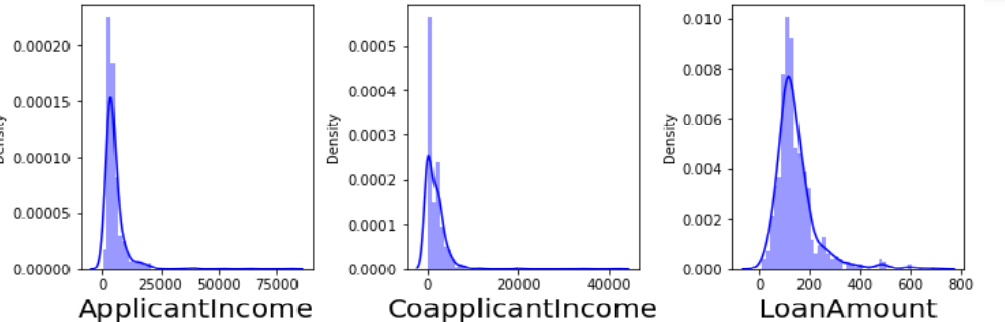 Density
0.00020
0.00015
0.00010
0.00005
0.00000
0 25000 50000 75000
ApplicantIncome
Density
0.0005
0.0004
0.0003
0.0002
0.0001
0.0000
0 20000 40000
CoapplicantIncome
Density
0.010
0.008
0.006
0.004
0.002
0.000
0 200 400 600 800
LoanAmount